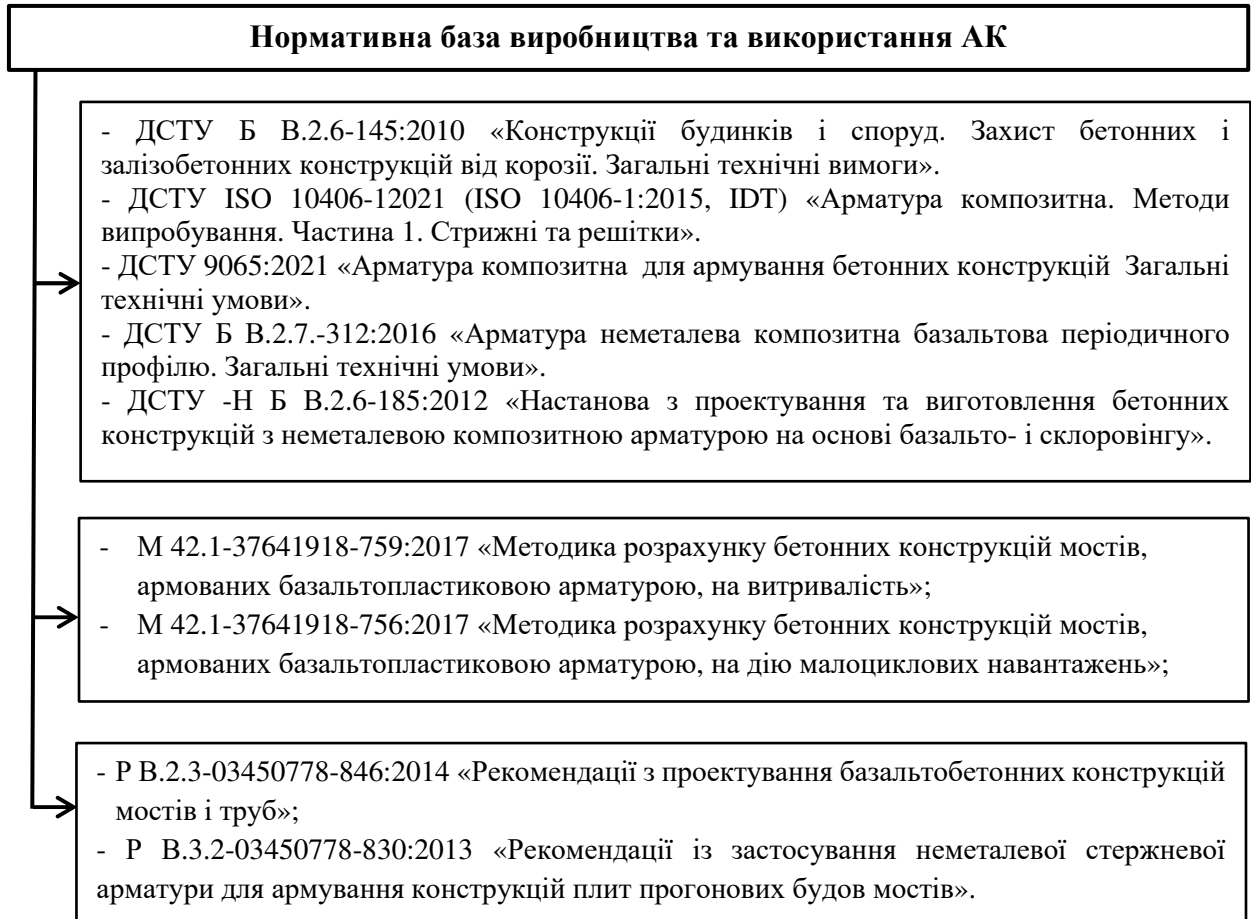 Нормативна база виробництва та використання АК
- ДСТУ Б В.2.6-145:2010 «Конструкції будинків і споруд. Захист бетонних і
залізобетонних конструкцій від корозії. Загальні технічні вимоги».
- ДСТУ ISO 10406-12021 (ISO 10406-1:2015, IDT) «Арматура композитна. Методи
випробування. Частина 1. Стрижні та решітки».
- ДСТУ 9065:2021 «Арматура композитна для армування бетонних конструкцій Загальні
технічні умови».
- ДСТУ Б В.2.7.-312:2016 «Арматура неметалева композитна базальтова періодичного
профілю. Загальні технічні умови».
- ДСТУ -Н Б В.2.6-185:2012 «Настанова з проектування та виготовлення бетонних
конструкцій з неметалевою композитною арматурою на основі базальто- і склоровінгу».
- М 42.1-37641918-759:2017 «Методика розрахунку бетонних конструкцій мостів,
армованих базальтопластиковою арматурою, на витривалість»;
- М 42.1-37641918-756:2017 «Методика розрахунку бетонних конструкцій мостів,
армованих базальтопластиковою арматурою, на дію малоциклових навантажень»;
- Р В.2.3-03450778-846:2014 «Рекомендації з проектування базальтобетонних конструкцій
мостів і труб»;
- Р В.3.2-03450778-830:2013 «Рекомендації із застосування неметалевої стержневої
арматури для армування конструкцій плит прогонових будов мостів».